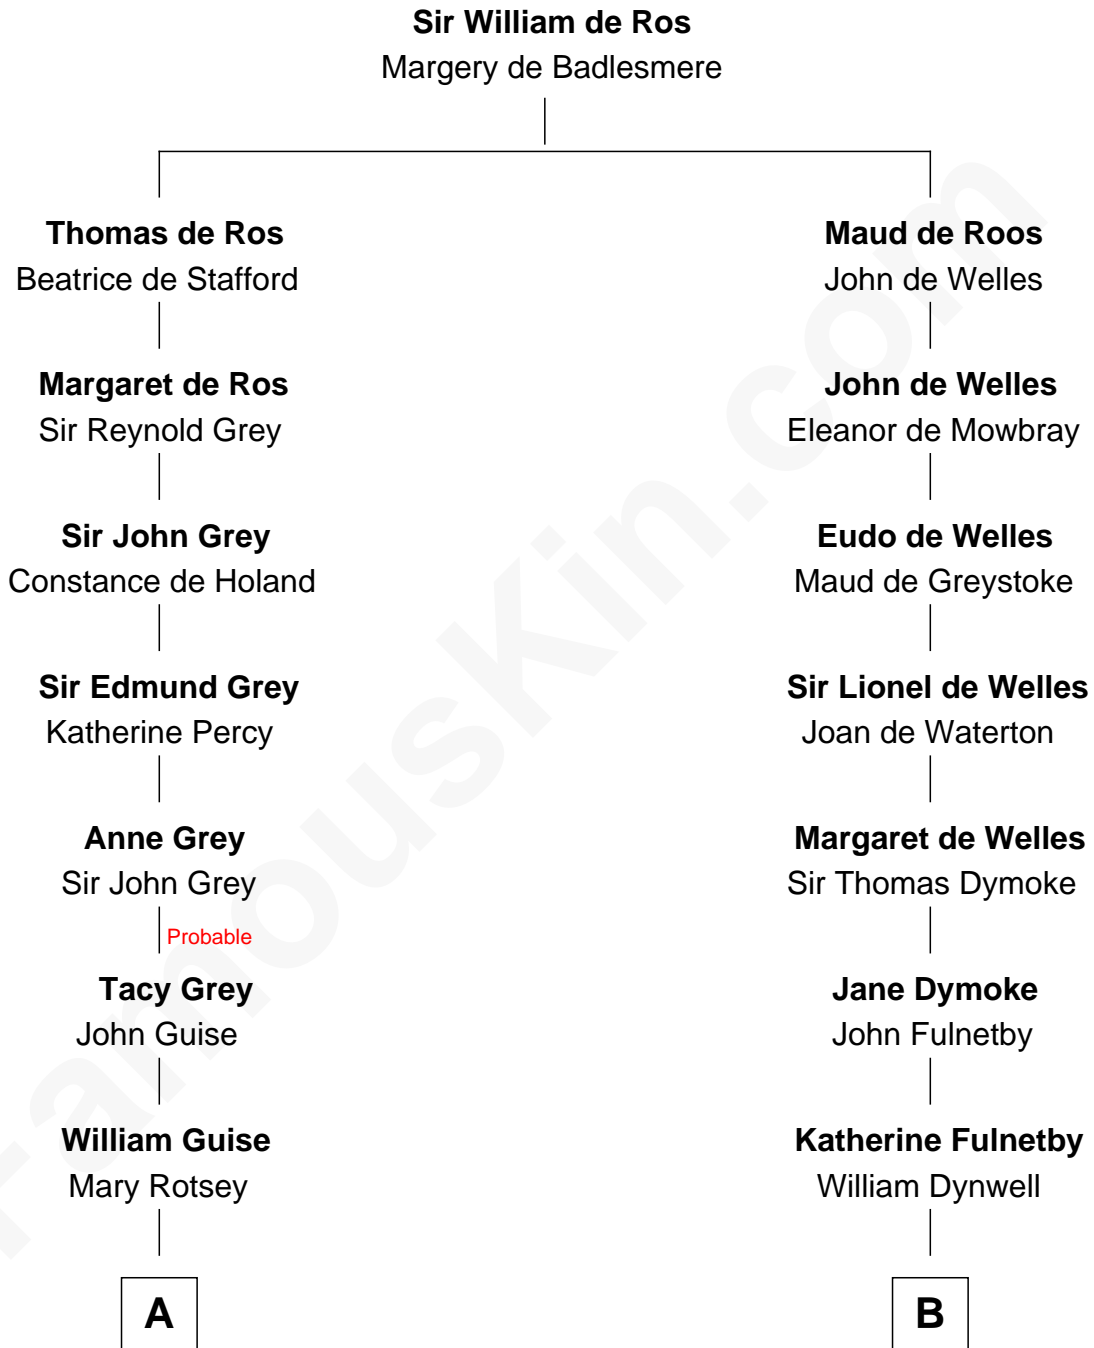 Sir William de Ros
Margery de Badlesmere
Thomas de Ros
Beatrice de Stafford
Margaret de Ros
Sir Reynold Grey
Sir John Grey
Constance de Holand
Sir Edmund Grey
Katherine Percy
Anne Grey
Sir John Grey
Probable
Tacy Grey
John Guise
William Guise
Mary Rotsey
A
Maud de Roos
John de Welles
John de Welles
Eleanor de Mowbray
Eudo de Welles
Maud de Greystoke
Sir Lionel de Welles
Joan de Waterton
Margaret de Welles
Sir Thomas Dymoke
Jane Dymoke
John Fulnetby
Katherine Fulnetby
William Dynwell
B
FamousKin.com